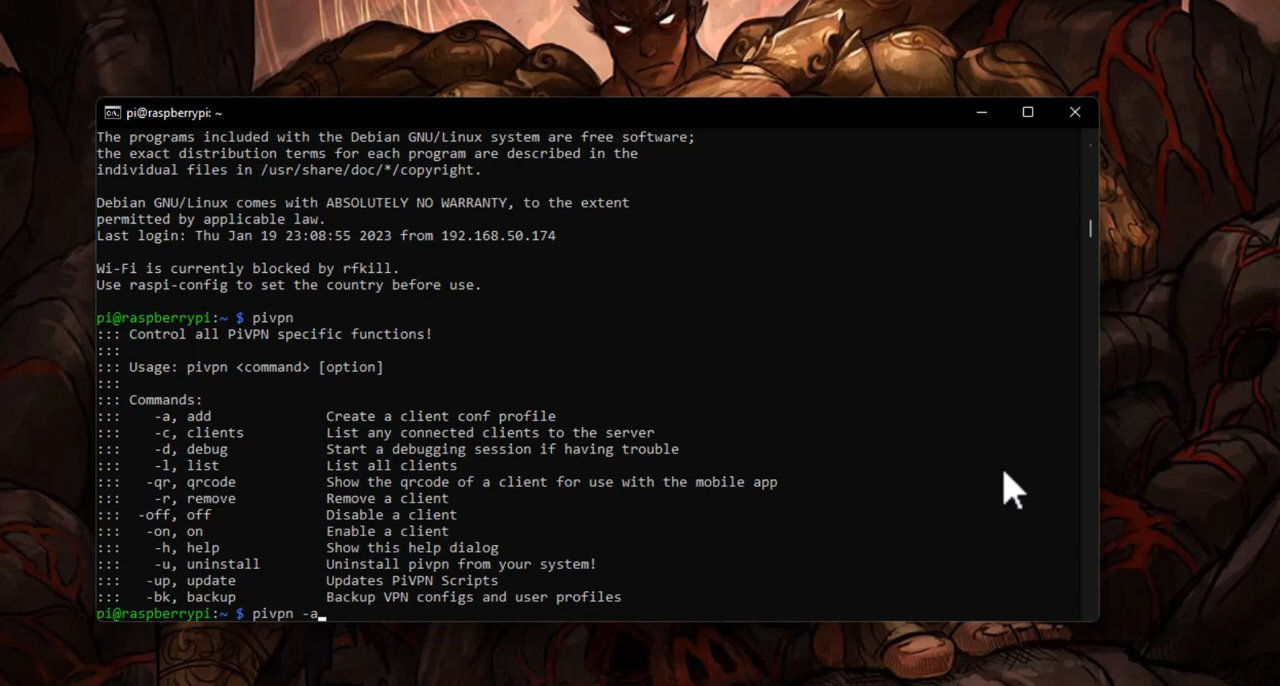 pi@raspberrypi: ~
The programs included with the Debian GNU/Linux system are free software;
the exact distribution terms for each program are described in the
individual files in /usr/share/doc/*/copyright.
Debian GNU/Linux comes with ABSOLUTELY NO WARRANTY, to the extent
permitted by applicable law.
Last login: Thu Jan 19 23:08:55 2023 from 192.168.50.174
Wi-Fi is currently blocked by rfkill.
Use raspi-config to set the country before use.
pi@raspberrypi:~ $ pivpn
::: Control all PiVPN specific functions!
:::
::: Usage: pivpn <command> [option]
:::
::: Commands:
:::    -a, add              Create a client conf profile
:::    -c, clients          List any connected clients to the server
:::    -d, debug            Start a debugging session if having trouble
:::    -l, list             List all clients
:::   -qr, qrcode           Show the qrcode of a client for use with the mobile app
:::    -r, remove           Remove a client
:::  -off, off              Disable a client
:::   -on, on               Enable a client
:::    -h, help             Show this help dialog
:::    -u, uninstall        Uninstall pivpn from your system!
:::   -up, update           Updates PiVPN Scripts
:::   -bk, backup           Backup VPN configs and user profiles
pi@raspberrypi:~ $ pivpn -a